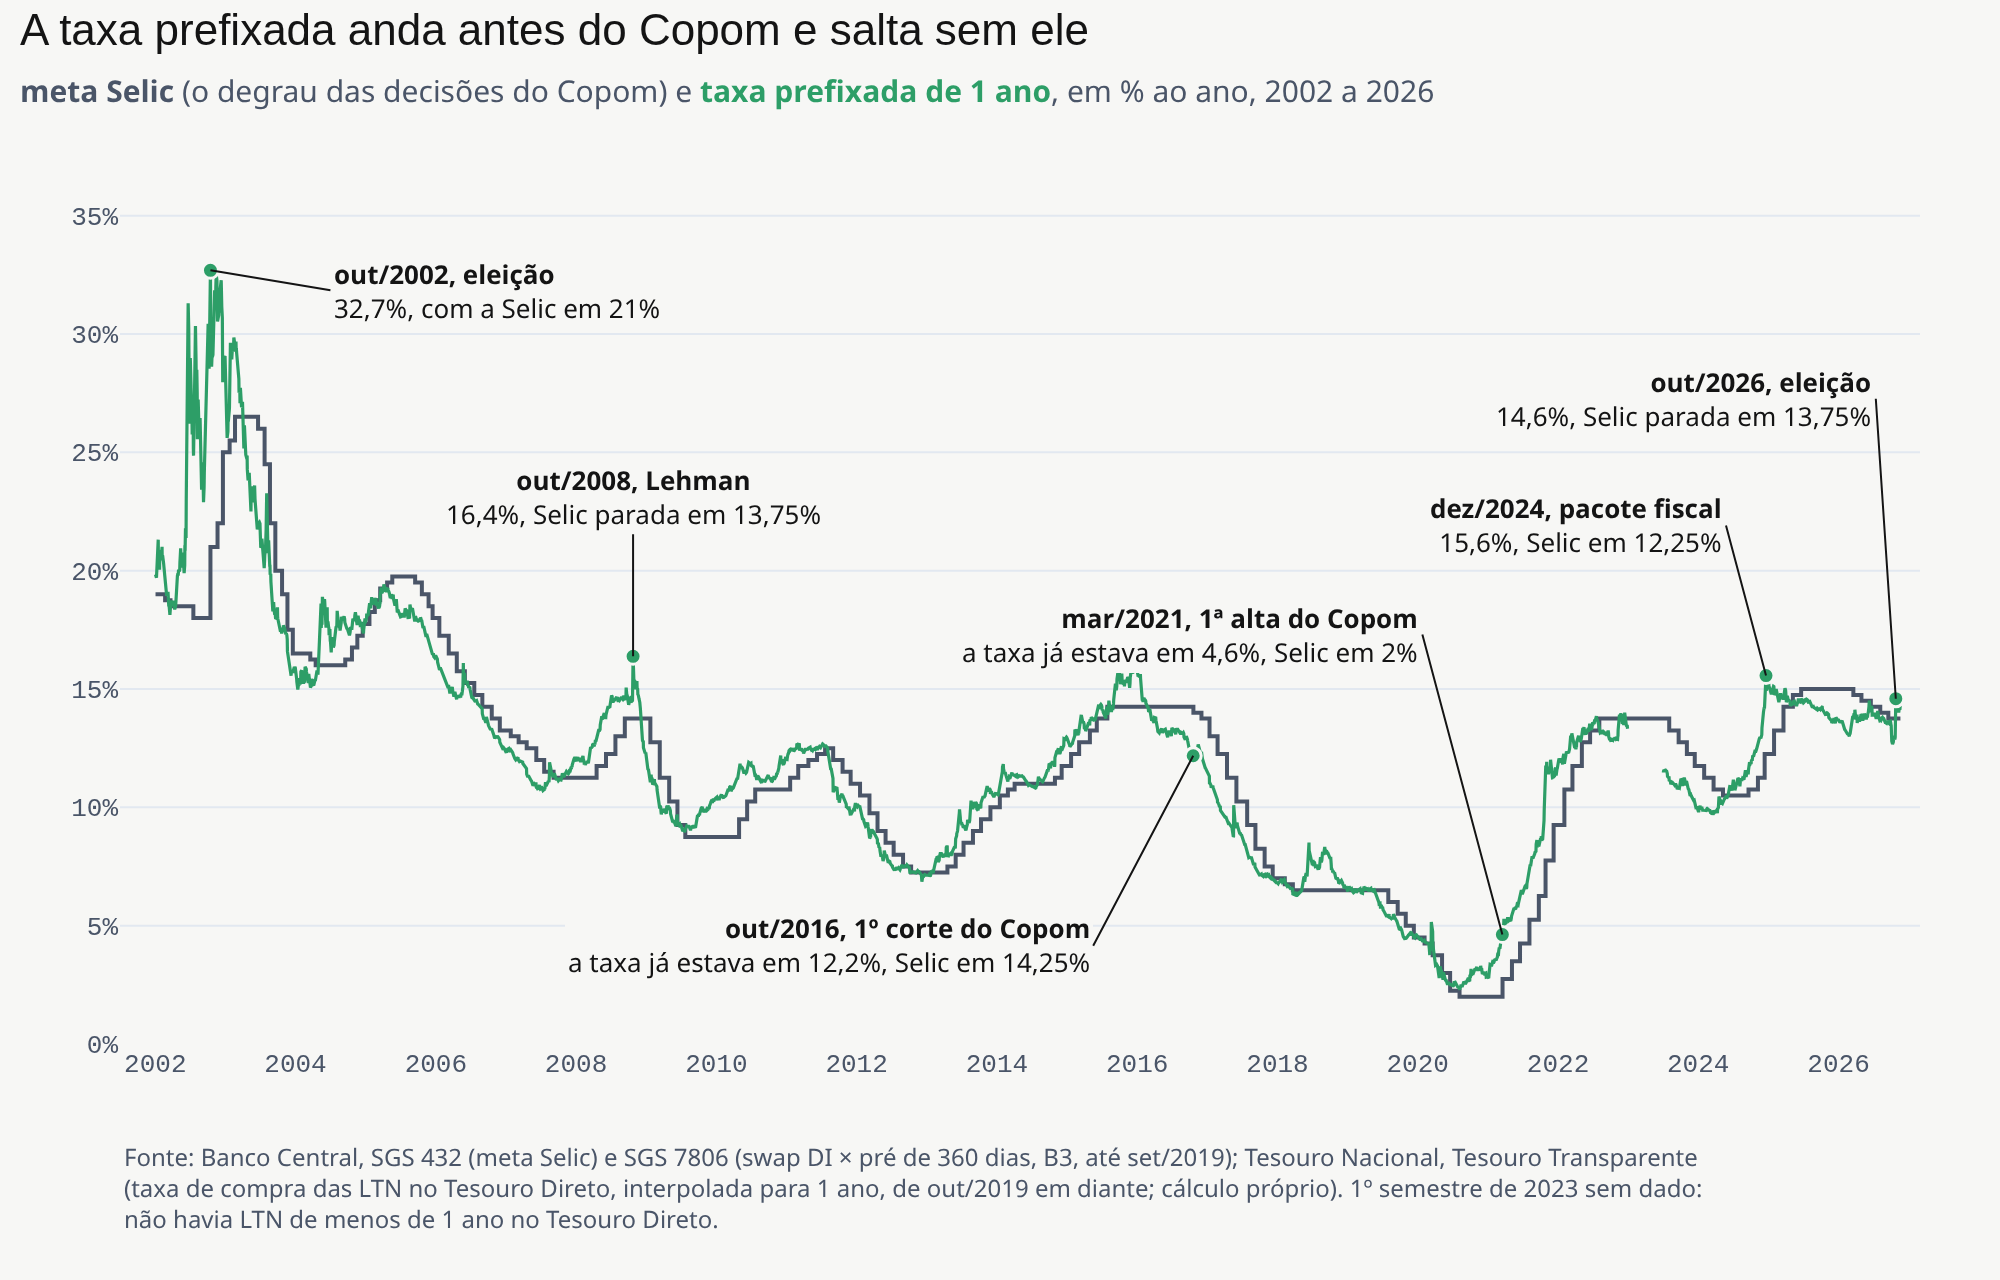 A taxa prefixada anda antes do Copom e salta sem ele
meta Selic (o degrau das decisões do Copom) e taxa prefixada de 1 ano, em % ao ano, 2002 a 2026
35%
30%
25%
20%
15%
10%
5%
0%
out/2002, eleição
32,7%, com a Selic em 21%
out/2008, Lehman
16,4%, Selic parada em 13,75%
out/2026, eleição
14,6%, Selic parada em 13,75%
dez/2024, pacote fiscal
15,6%, Selic em 12,25%
mar/2021, 1ª alta do Copom
a taxa já estava em 4,6%, Selic em 2%
out/2016, 1º corte do Copom
a taxa já estava em 12,2%, Selic em 14,25%
2002 2004 2006 2008 2010 2012 2014 2016 2018 2020 2022 2024 2026
Fonte: Banco Central, SGS 432 (meta Selic) e SGS 7806 (swap DI × pré de 360 dias, B3, até set/2019); Tesouro Nacional, Tesouro Transparente
(taxa de compra das LTN no Tesouro Direto, interpolada para 1 ano, de out/2019 em diante; cálculo próprio). 1º semestre de 2023 sem dado:
não havia LTN de menos de 1 ano no Tesouro Direto.